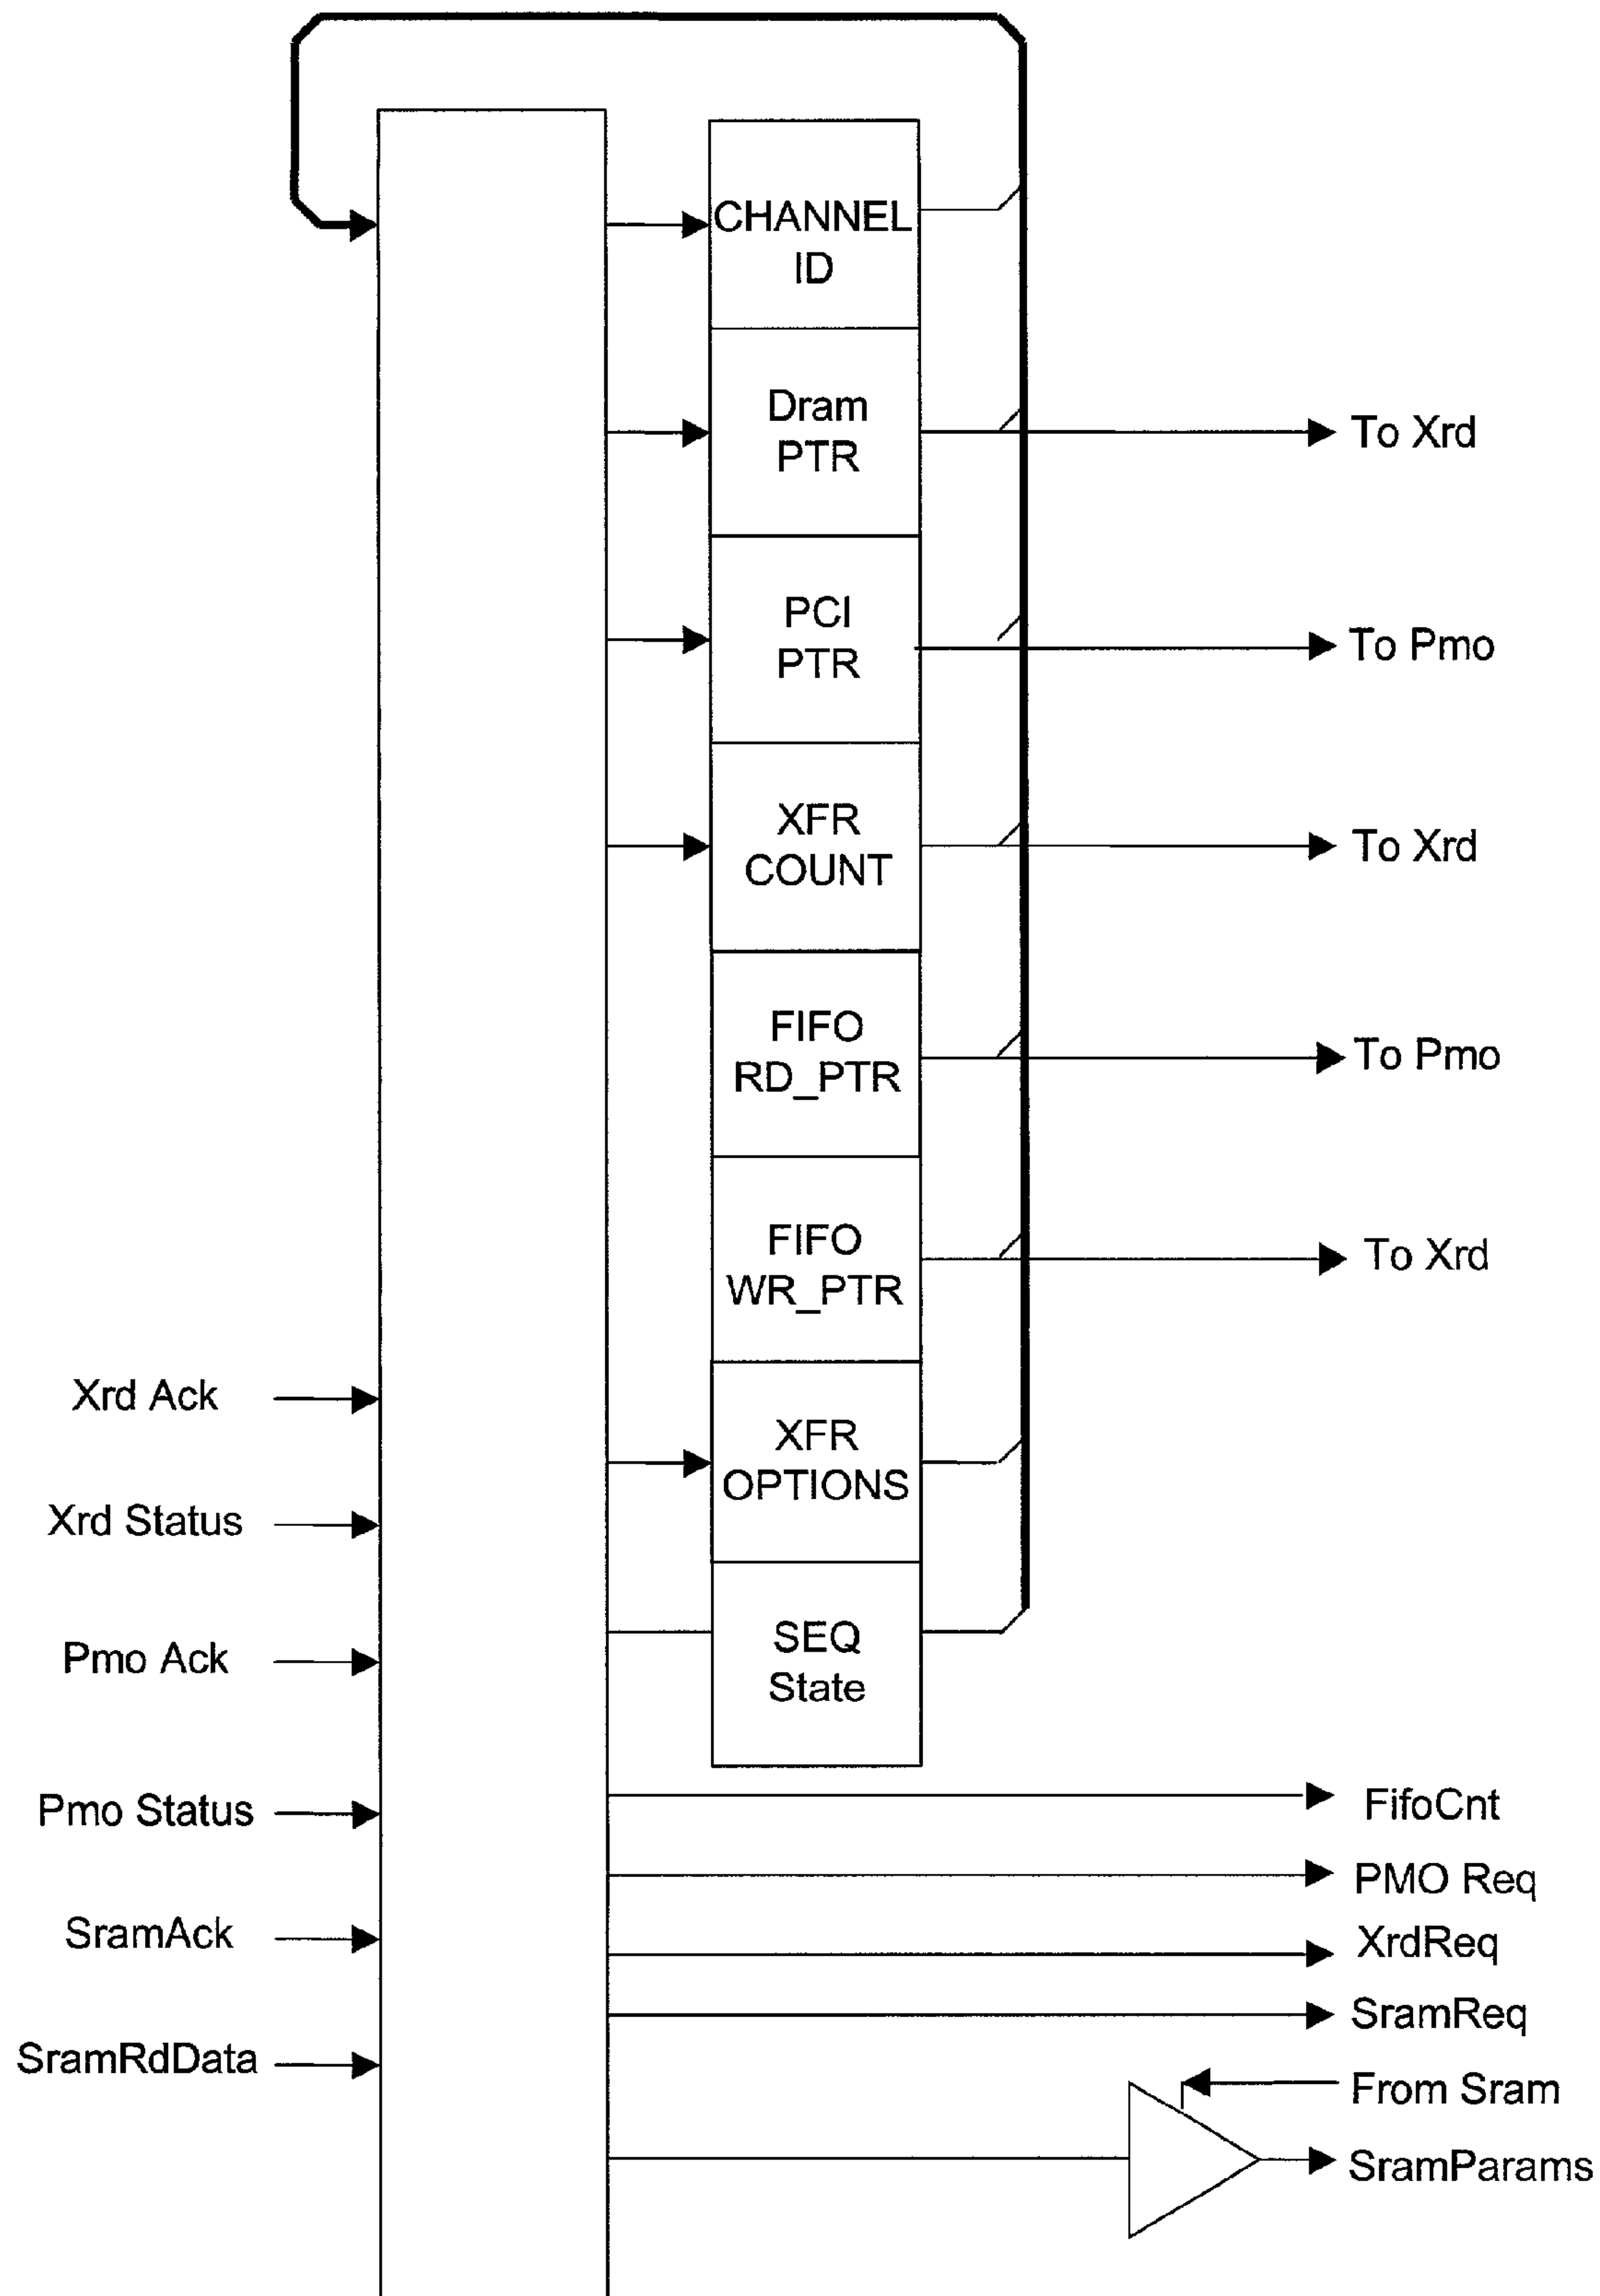 CHANNEL
ID
Dram
PTR
To Xrd
PCI
PTR
To Pmo
XFR
COUNT
To Xrd
FIFO
RD_PTR
To Pmo
FIFO
WR_PTR
To Xrd
Xrd Ack
XFR
OPTIONS
Xrd Status
SEQ
State
Pmo Ack
Pmo Status
FifoCnt
PMO Req
SramAck
XrdReq
SramReq
SramRdData
From Sram
SramParams